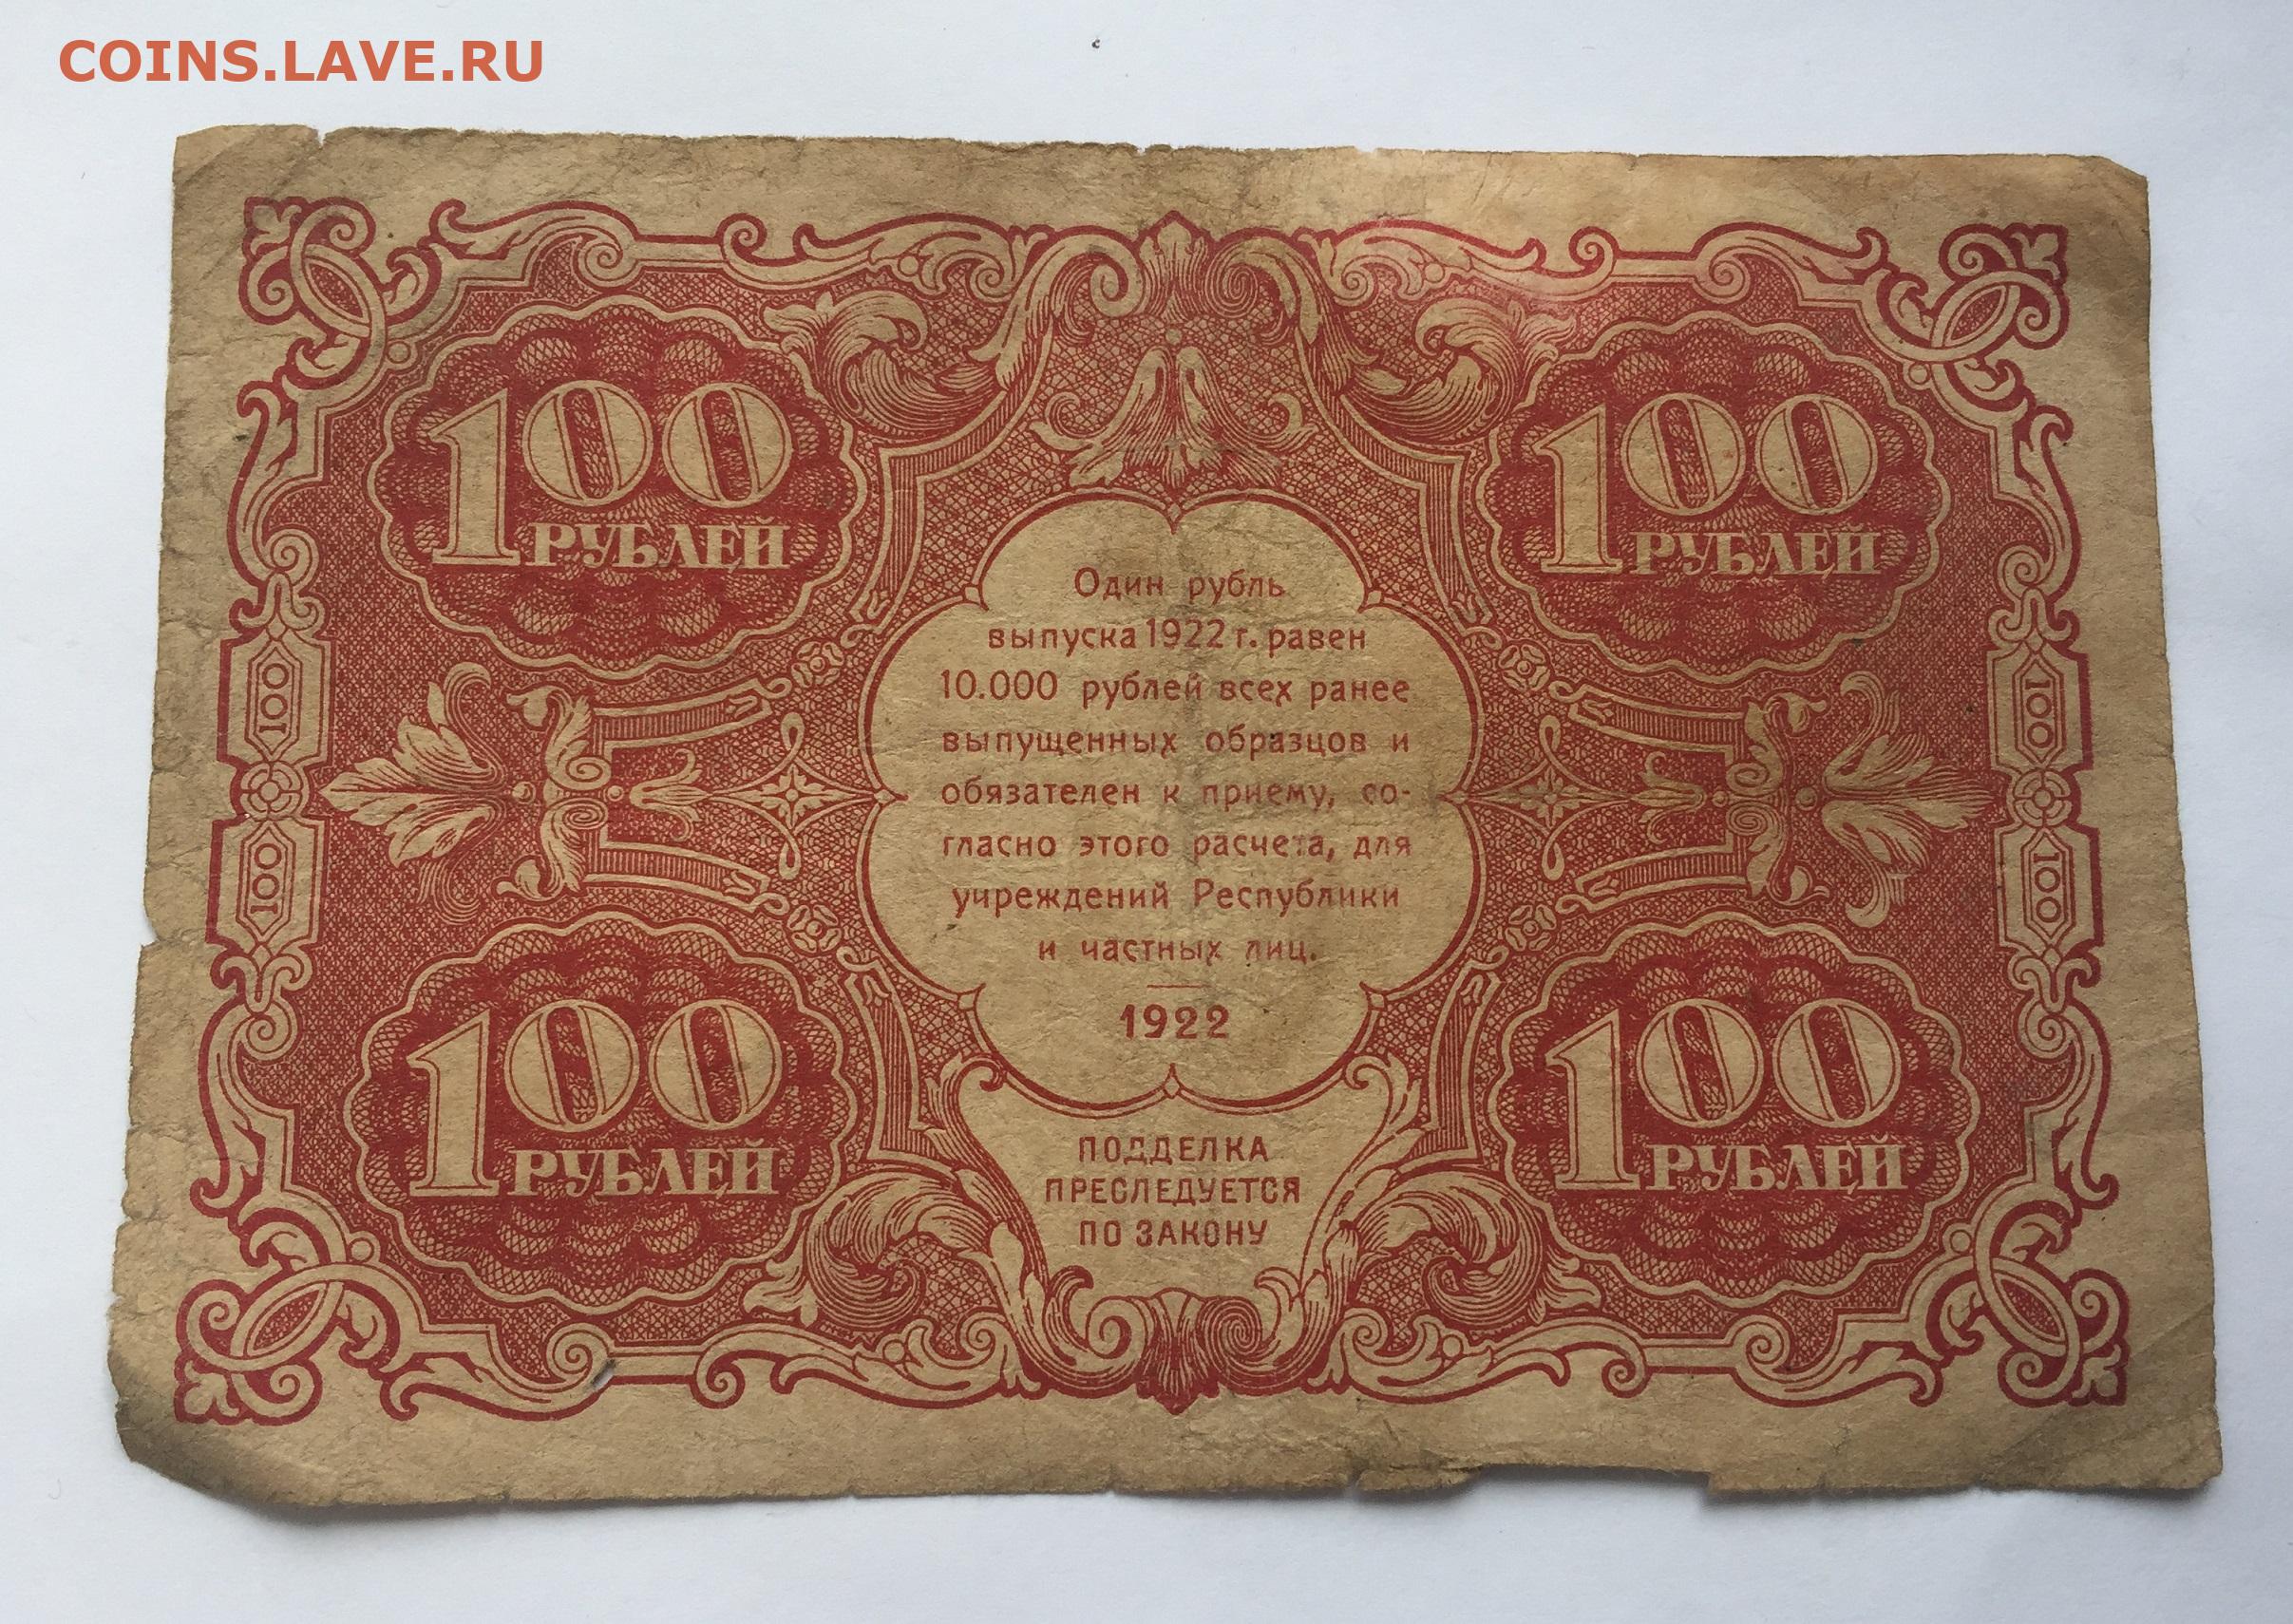 COINS.LAVE.RU
100
РУБЛЕЙ
100
РУБЛЕЙ
Один рубль
выпуска 1922 г. равен
10.000 рублей всех ранее
выпущенных образцов и
обязателен к приему, со-
гласно этого расчета, для
учреждений Республики
и частных лиц.
1922
100
100
100
100
100
РУБЛЕЙ
100
РУБЛЕЙ
ПОДДЕЛКА
ПРЕСЛЕДУЕТСЯ
ПО ЗАКОНУ